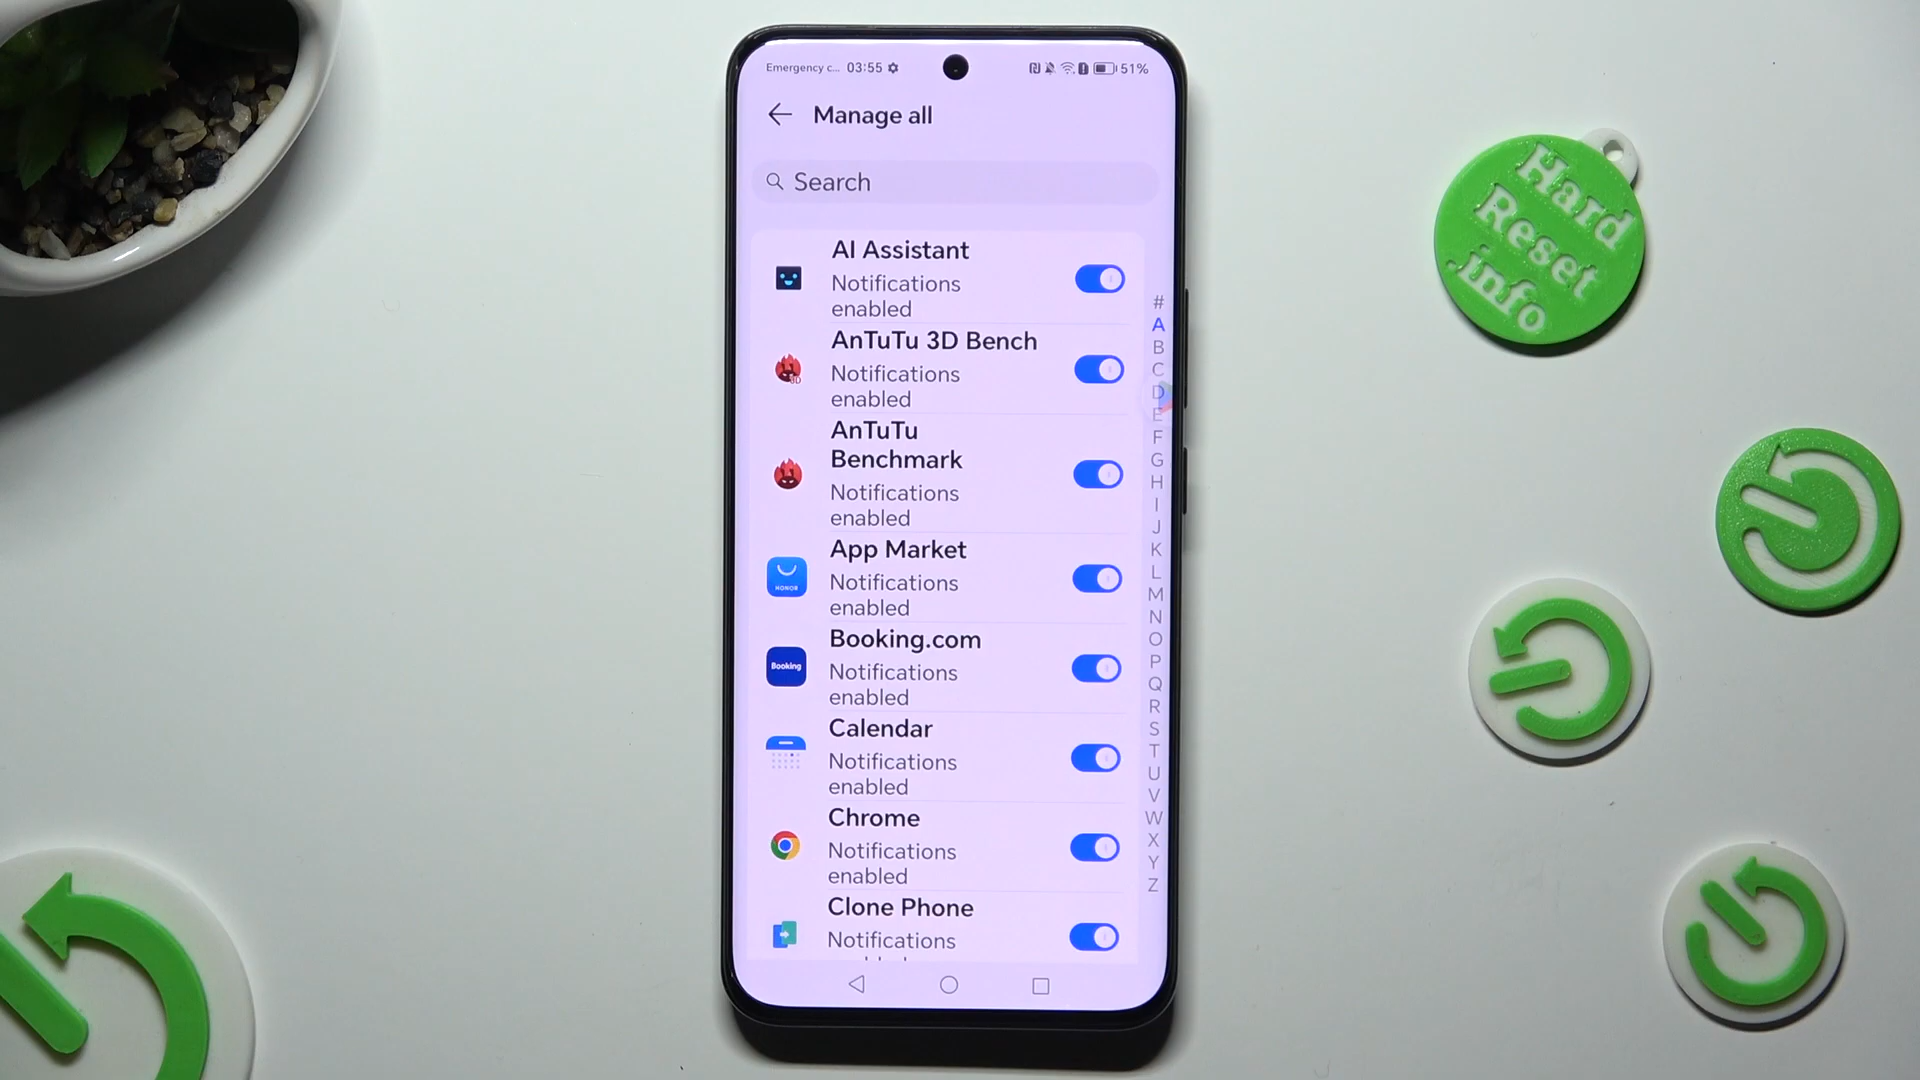 Emergency c... 03:55 51%
Manage all
Search
AI Assistant
Notifications
enabled
AnTuTu 3D Bench
Notifications
enabled
AnTuTu
Benchmark
Notifications
enabled
App Market
Notifications
enabled
HONOR
Booking.com
Notifications
enabled
Booking
Calendar
Notifications
enabled
Chrome
Notifications
enabled
Clone Phone
Notifications
#
A
B
C
D
E
F
G
H
I
J
K
L
M
N
O
P
Q
R
S
T
U
V
W
X
Y
Z
Hard
Reset
.info